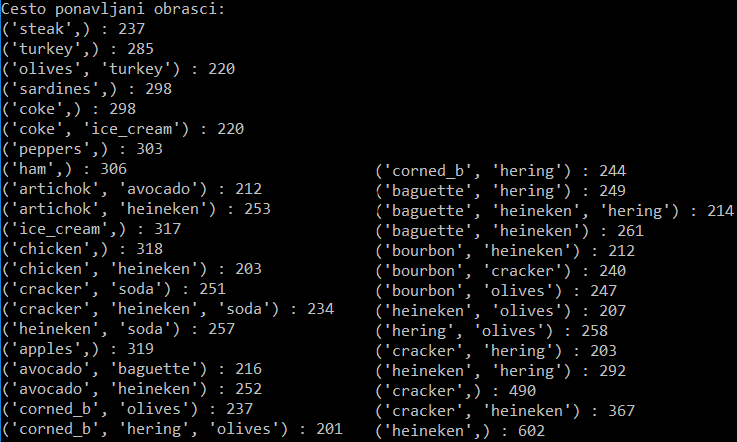 Cesto ponavljani obrasci:
('steak',) : 237
('turkey',) : 285
('olives', 'turkey') : 220
('sardines',) : 298
('coke',) : 298
('coke', 'ice_cream') : 220
('peppers',) : 303
('ham',) : 306
('artichok', 'avocado') : 212
('artichok', 'heineken') : 253
('ice_cream',) : 317
('chicken',) : 318
('chicken', 'heineken') : 203
('cracker', 'soda') : 251
('cracker', 'heineken', 'soda') : 234
('heineken', 'soda') : 257
('apples',) : 319
('avocado', 'baguette') : 216
('avocado', 'heineken') : 252
('corned_b', 'olives') : 237
('corned_b', 'hering', 'olives') : 201
('corned_b', 'hering') : 244
('baguette', 'hering') : 249
('baguette', 'heineken', 'hering') : 214
('baguette', 'heineken') : 261
('bourbon', 'heineken') : 212
('bourbon', 'cracker') : 240
('bourbon', 'olives') : 247
('heineken', 'olives') : 207
('hering', 'olives') : 258
('cracker', 'hering') : 203
('heineken', 'hering') : 292
('cracker',) : 490
('cracker', 'heineken') : 367
('heineken',) : 602